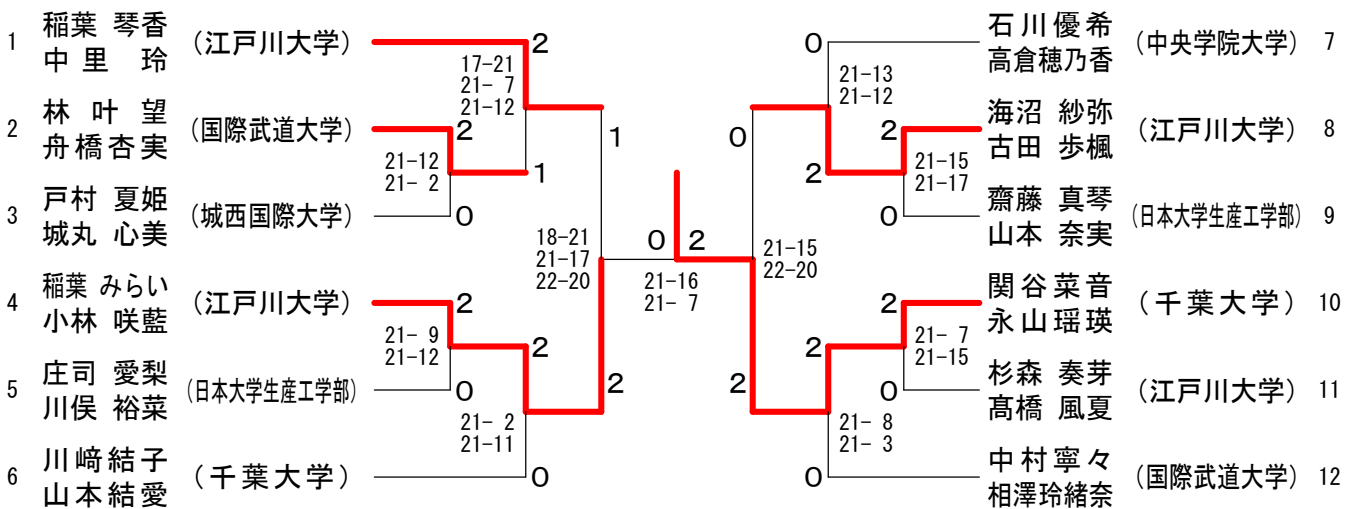 1 稲葉 琴香 (江戸川大学)
中里 玲
2
17-21
21- 7
21-12
2 林 叶望 (国際武道大学)
舟橋杏実
2
21-12
21- 2
1
3 戸村 夏姫 (城西国際大学)
城丸 心美
0
1
18-21
21-17
22-20
4 稲葉 みらい (江戸川大学)
小林 咲藍
2
21- 9
21-12
2
5 庄司 愛梨 (日本大学生産工学部)
川俣 裕菜
0
2
21- 2
21-11
6 川﨑結子 (千葉大学)
山本結愛
0
0 2
21-16
21- 7
0 石川優希 (中央学院大学) 7
高倉穂乃香
21-13
21-12
2 海沼 紗弥 (江戸川大学) 8
古田 歩楓
0
2
21-15
21-17
0 齋藤 真琴 (日本大学生産工学部) 9
山本 奈実
21-15
22-20
2 関谷菜音 (千葉大学) 10
永山瑶瑛
2
21- 7
21-15
2
0 杉森 奏芽 (江戸川大学) 11
髙橋 風夏
21- 8
21- 3
0 中村寧々 (国際武道大学) 12
相澤玲緒奈